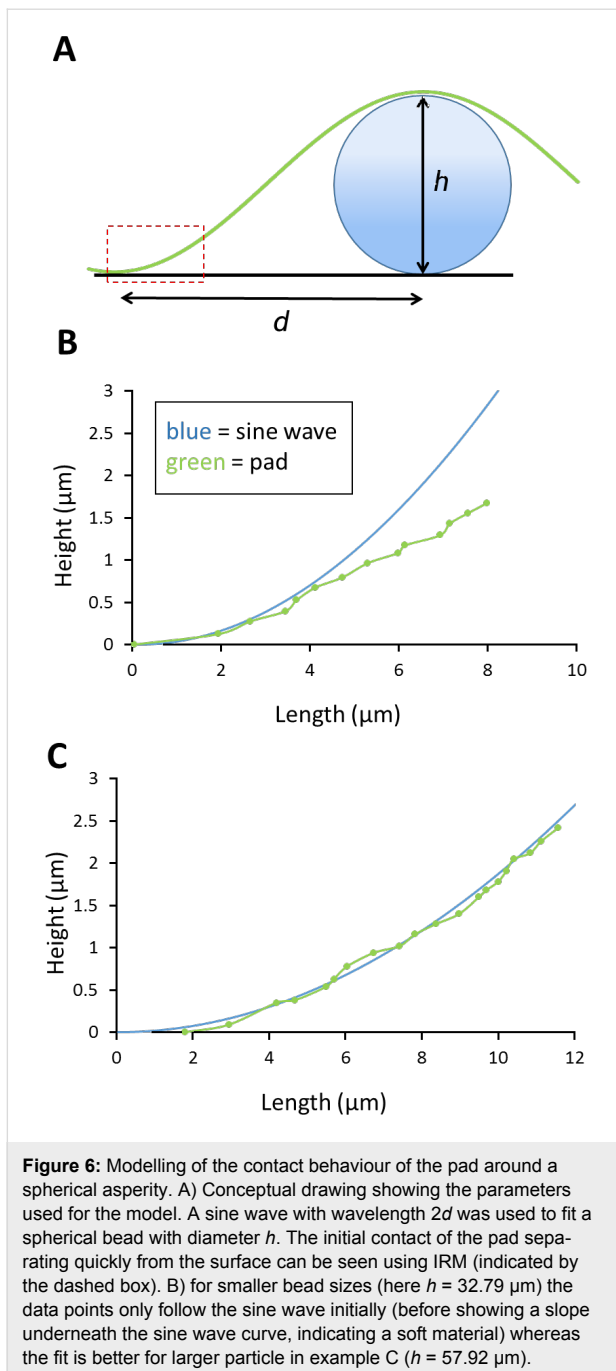 A
h
d
B
3
2.5
2
1.5
1
0.5
0
Height (µm)
blue = sine wave
green = pad
0 2 4 6 8 10
Length (µm)
C
3
2.5
2
1.5
1
0.5
0
Height (µm)
0 2 4 6 8 10 12
Length (µm)
Figure 6: Modelling of the contact behaviour of the pad around a
spherical asperity. A) Conceptual drawing showing the parameters
used for the model. A sine wave with wavelength 2d was used to fit a
spherical bead with diameter h. The initial contact of the pad sepa-
rating quickly from the surface can be seen using IRM (indicated by
the dashed box). B) for smaller bead sizes (here h = 32.79 µm) the
data points only follow the sine wave initially (before showing a slope
underneath the sine wave curve, indicating a soft material) whereas
the fit is better for larger particle in example C (h = 57.92 µm).